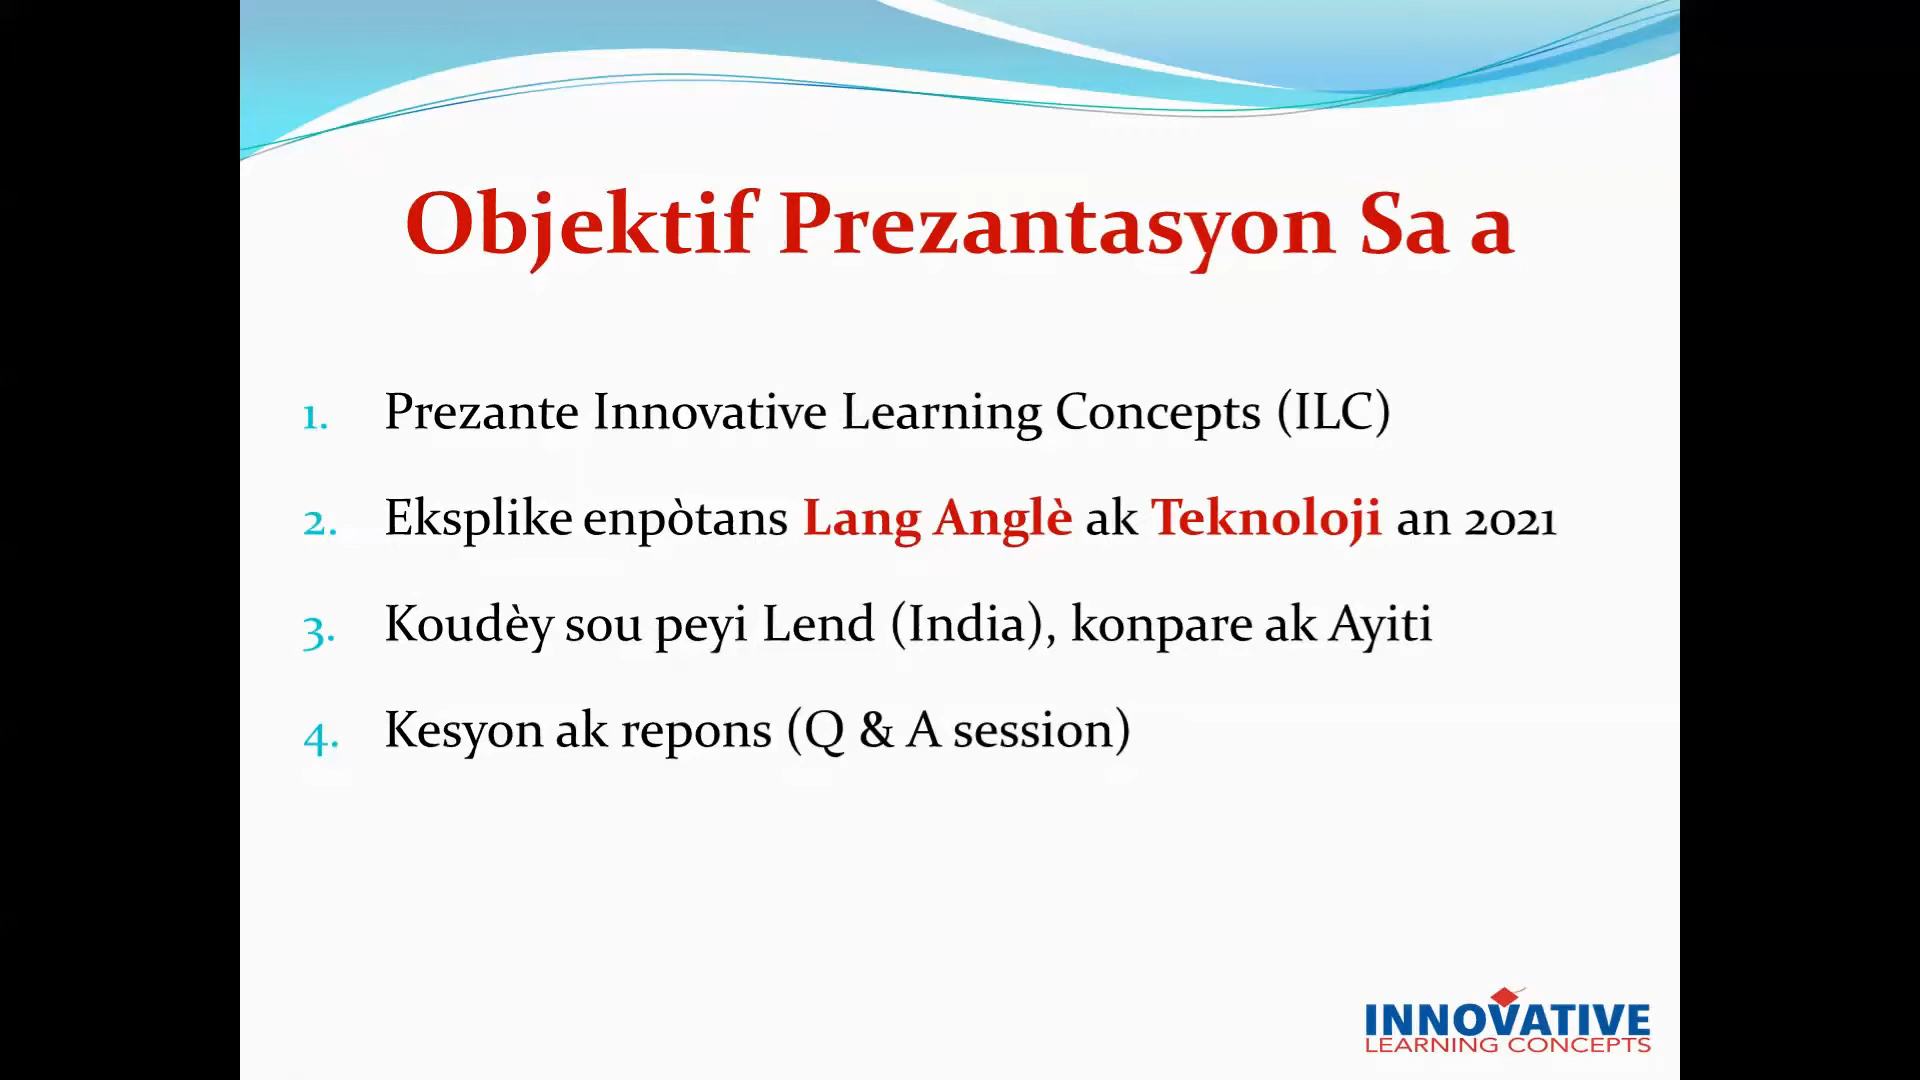 Objektif Prezantasyon Sa a
1. Prezante Innovative Learning Concepts (ILC)
2. Eksplike enpòtans Lang Anglè ak Teknoloji an 2021
3. Koudèy sou peyi Lend (India), konpare ak Ayiti
4. Kesyon ak repons (Q & A session)
INNOVATIVE
LEARNING CONCEPTS